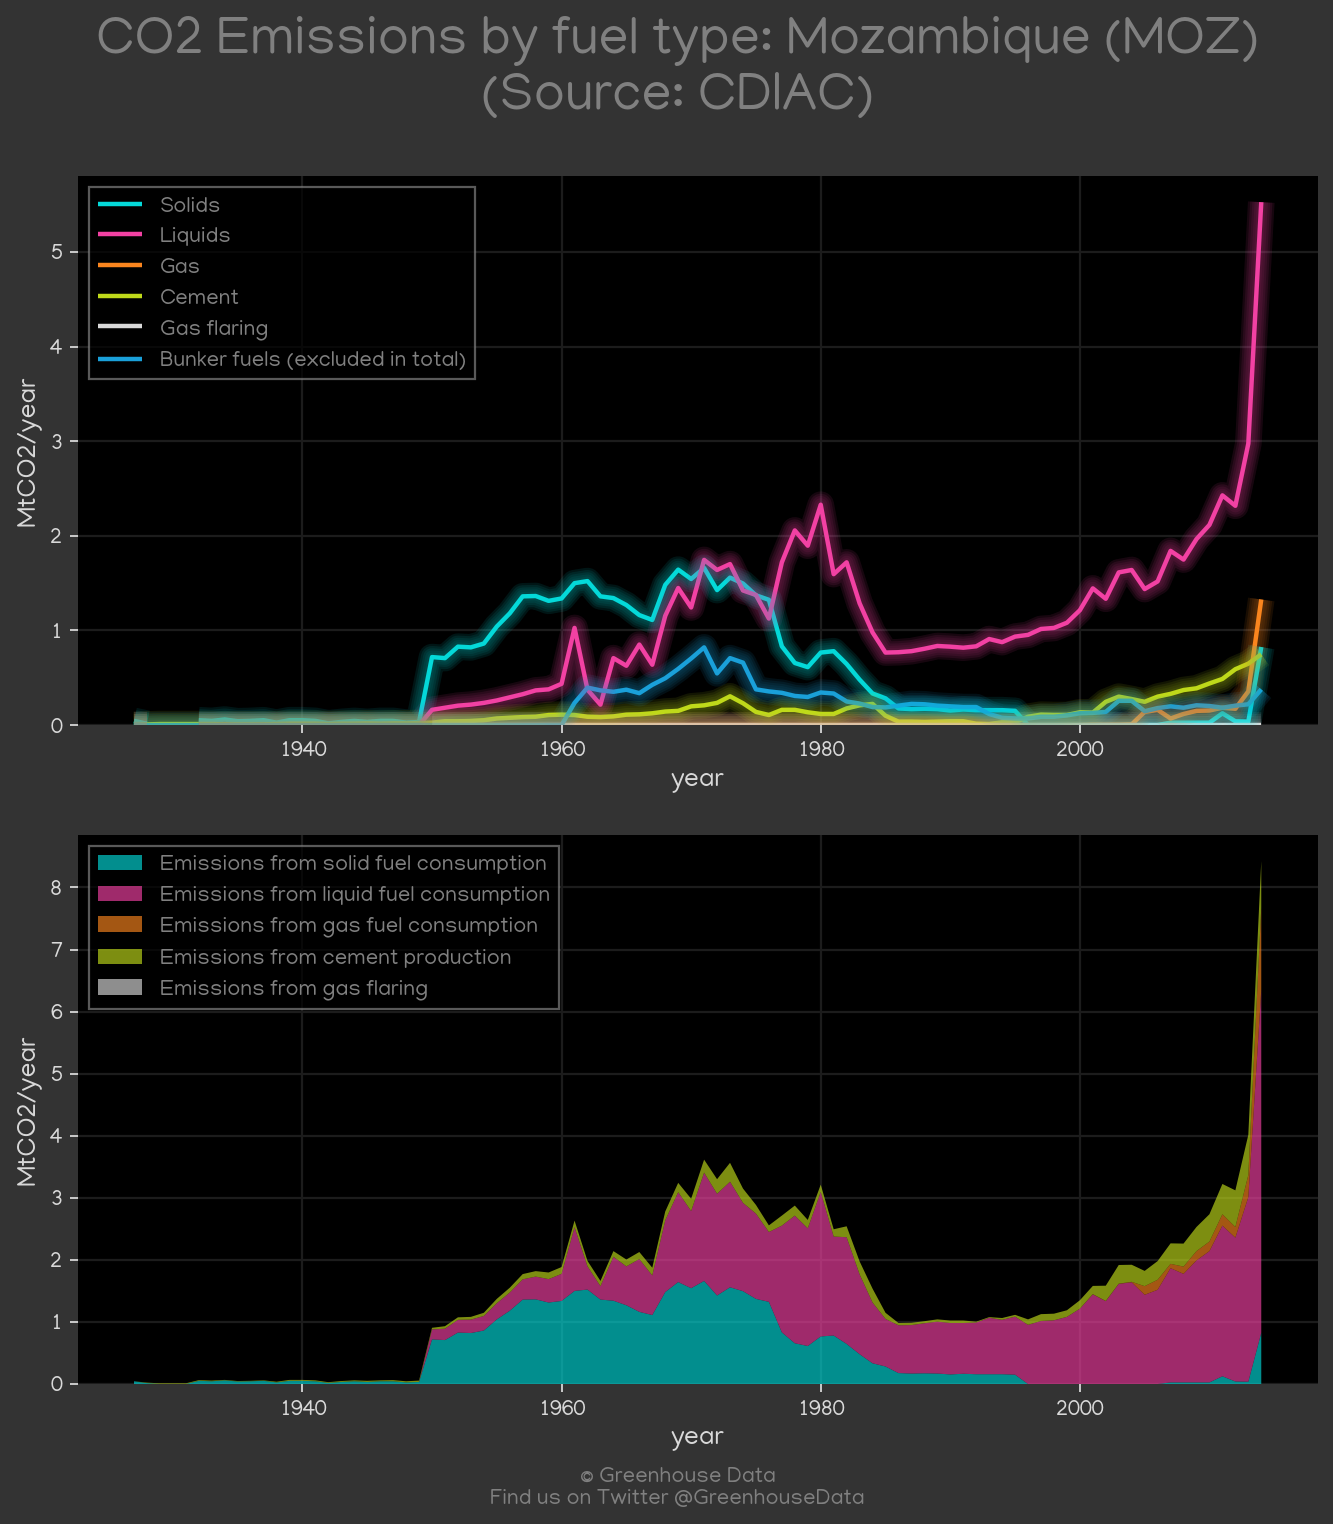 CO2 Emissions by fuel type: Mozambique (MOZ)
(Source: CDIAC)
Solids
Liquids
Gas
Cement
Gas flaring
Bunker fuels (excluded in total)
5
4
3
2
1
0
MtCO2/year
1940 1960 1980 2000
year
Emissions from solid fuel consumption
Emissions from liquid fuel consumption
Emissions from gas fuel consumption
Emissions from cement production
Emissions from gas flaring
8
7
6
5
4
3
2
1
0
MtCO2/year
1940 1960 1980 2000
year
© Greenhouse Data
Find us on Twitter @GreenhouseData